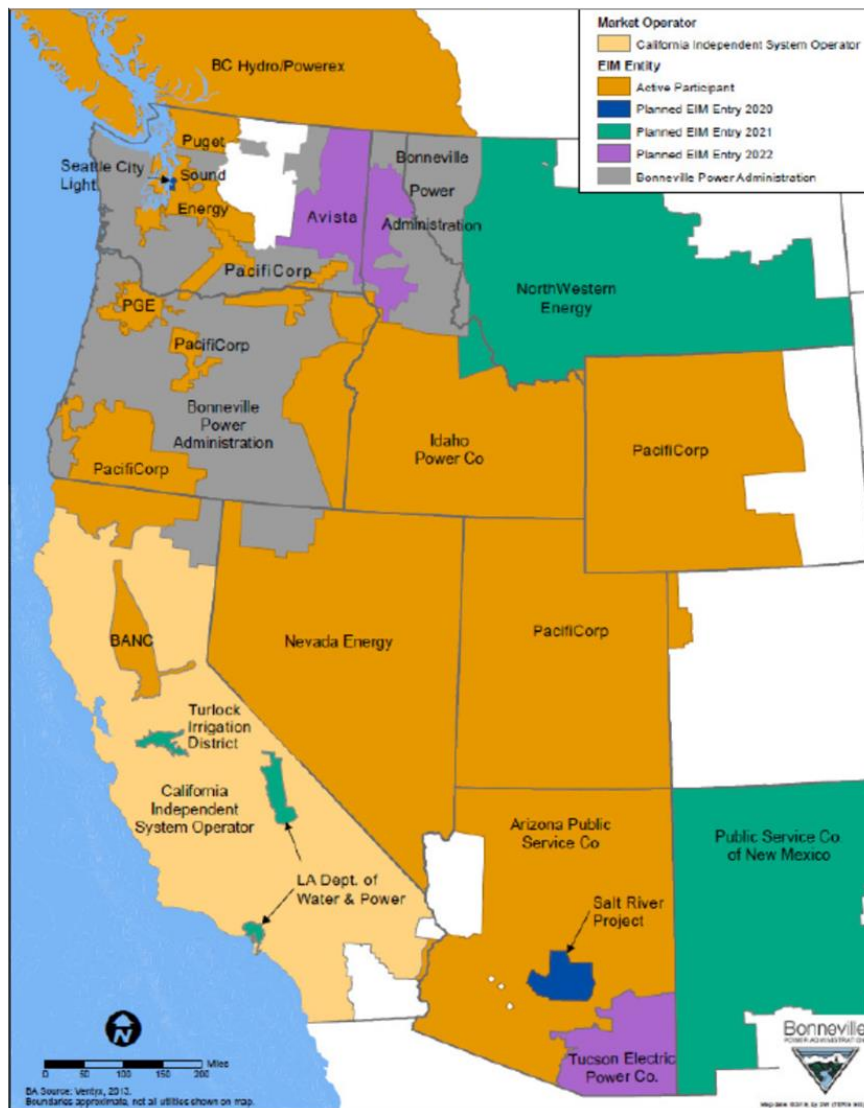 Market Operator
California Independent System Operator
EIM Entity
Active Participant
Planned EIM Entry 2020
Planned EIM Entry 2021
Planned EIM Entry 2022
Bonneville Power Administration
BC Hydro/Powerex
Puget
Sound
Energy
Seattle City
Light
Avista
Bonneville
Power
Administration
PacifiCorp
NorthWestern
Energy
PGE
PacifiCorp
Bonneville
Power
Administration
PacifiCorp
Idaho
Power Co
PacifiCorp
BANC
Nevada Energy
PacifiCorp
Turlock
Irrigation
District
California
Independent
System Operator
LA Dept. of
Water & Power
Arizona Public
Service Co
Public Service Co
of New Mexico
Salt River
Project
Tucson Electric
Power Co.
N
Miles
0 50 100 150 200
BA Source: Ventyx, 2013.
Boundaries approximate, not all utilities shown on map.
Bonneville
POWER ADMINISTRATION